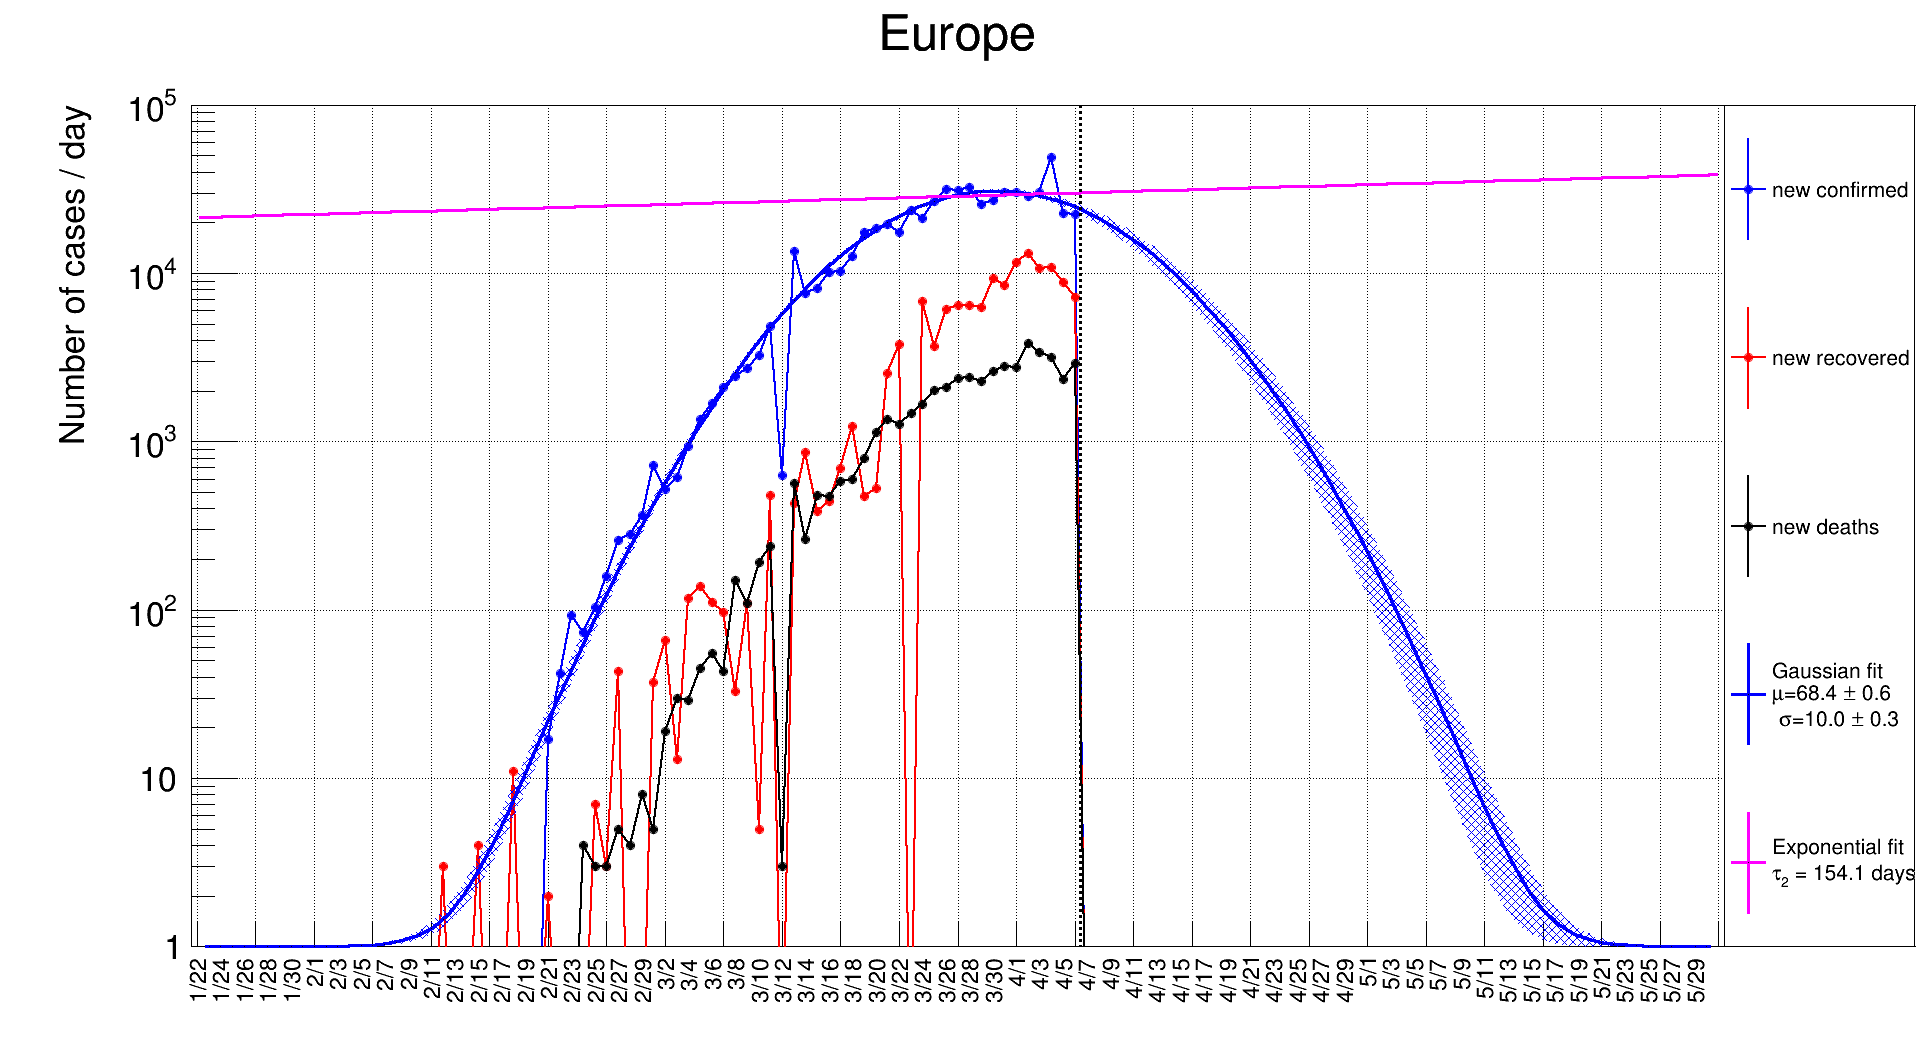 Europe
Number of cases / day
10^5
10^4
10^3
10^2
10
1
1/22 1/24 1/26 1/28 1/30 2/1 2/3 2/5 2/7 2/9 2/11 2/13 2/15 2/17 2/19 2/21 2/23 2/25 2/27 2/29 3/2 3/4 3/6 3/8 3/10 3/12 3/14 3/16 3/18 3/20 3/22 3/24 3/26 3/28 3/30 4/1 4/3 4/5 4/7 4/9 4/11 4/13 4/15 4/17 4/19 4/21 4/23 4/25 4/27 4/29 5/1 5/3 5/5 5/7 5/9 5/11 5/13 5/15 5/17 5/19 5/21 5/23 5/25 5/27 5/29
new confirmed
new recovered
new deaths
Gaussian fit
μ=68.4 ± 0.6
σ=10.0 ± 0.3
Exponential fit
τ₂ = 154.1 days